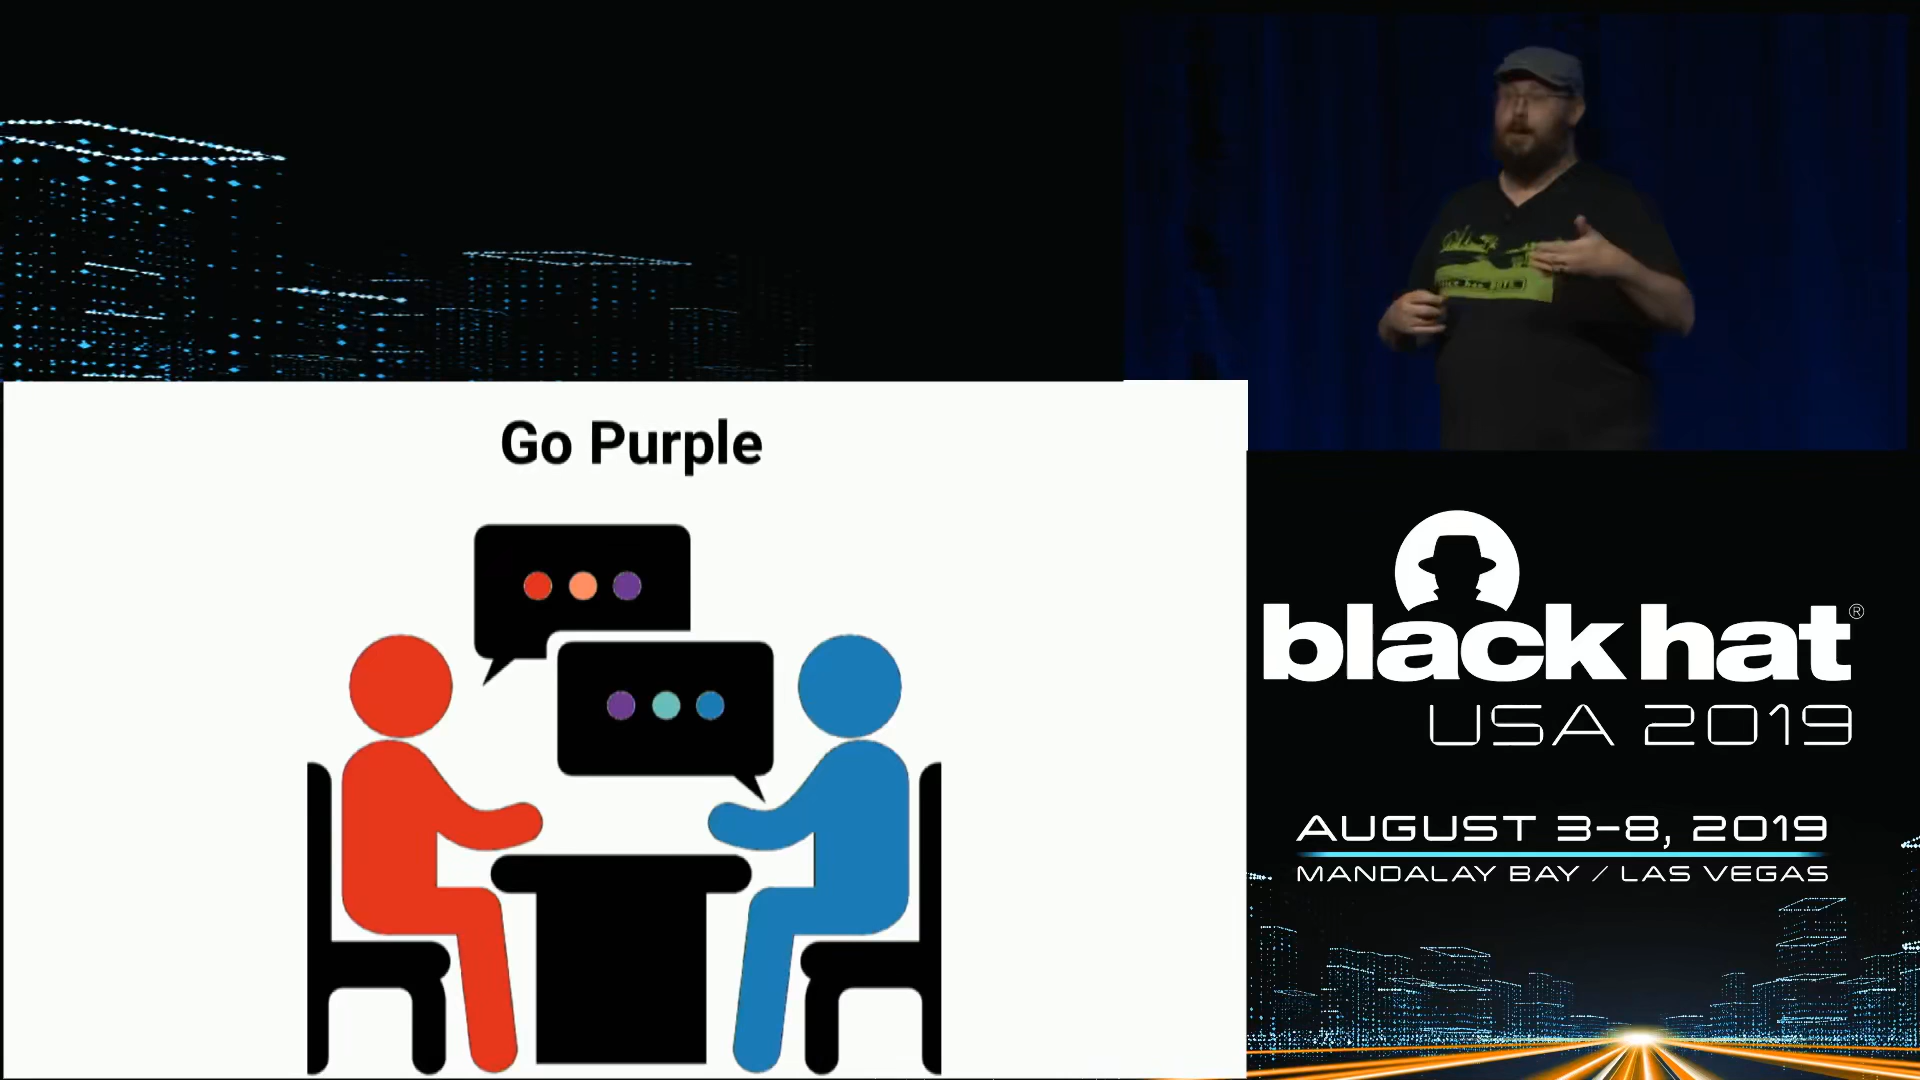 Go Purple
black hat®
USA 2019
AUGUST 3-8, 2019
MANDALAY BAY / LAS VEGAS